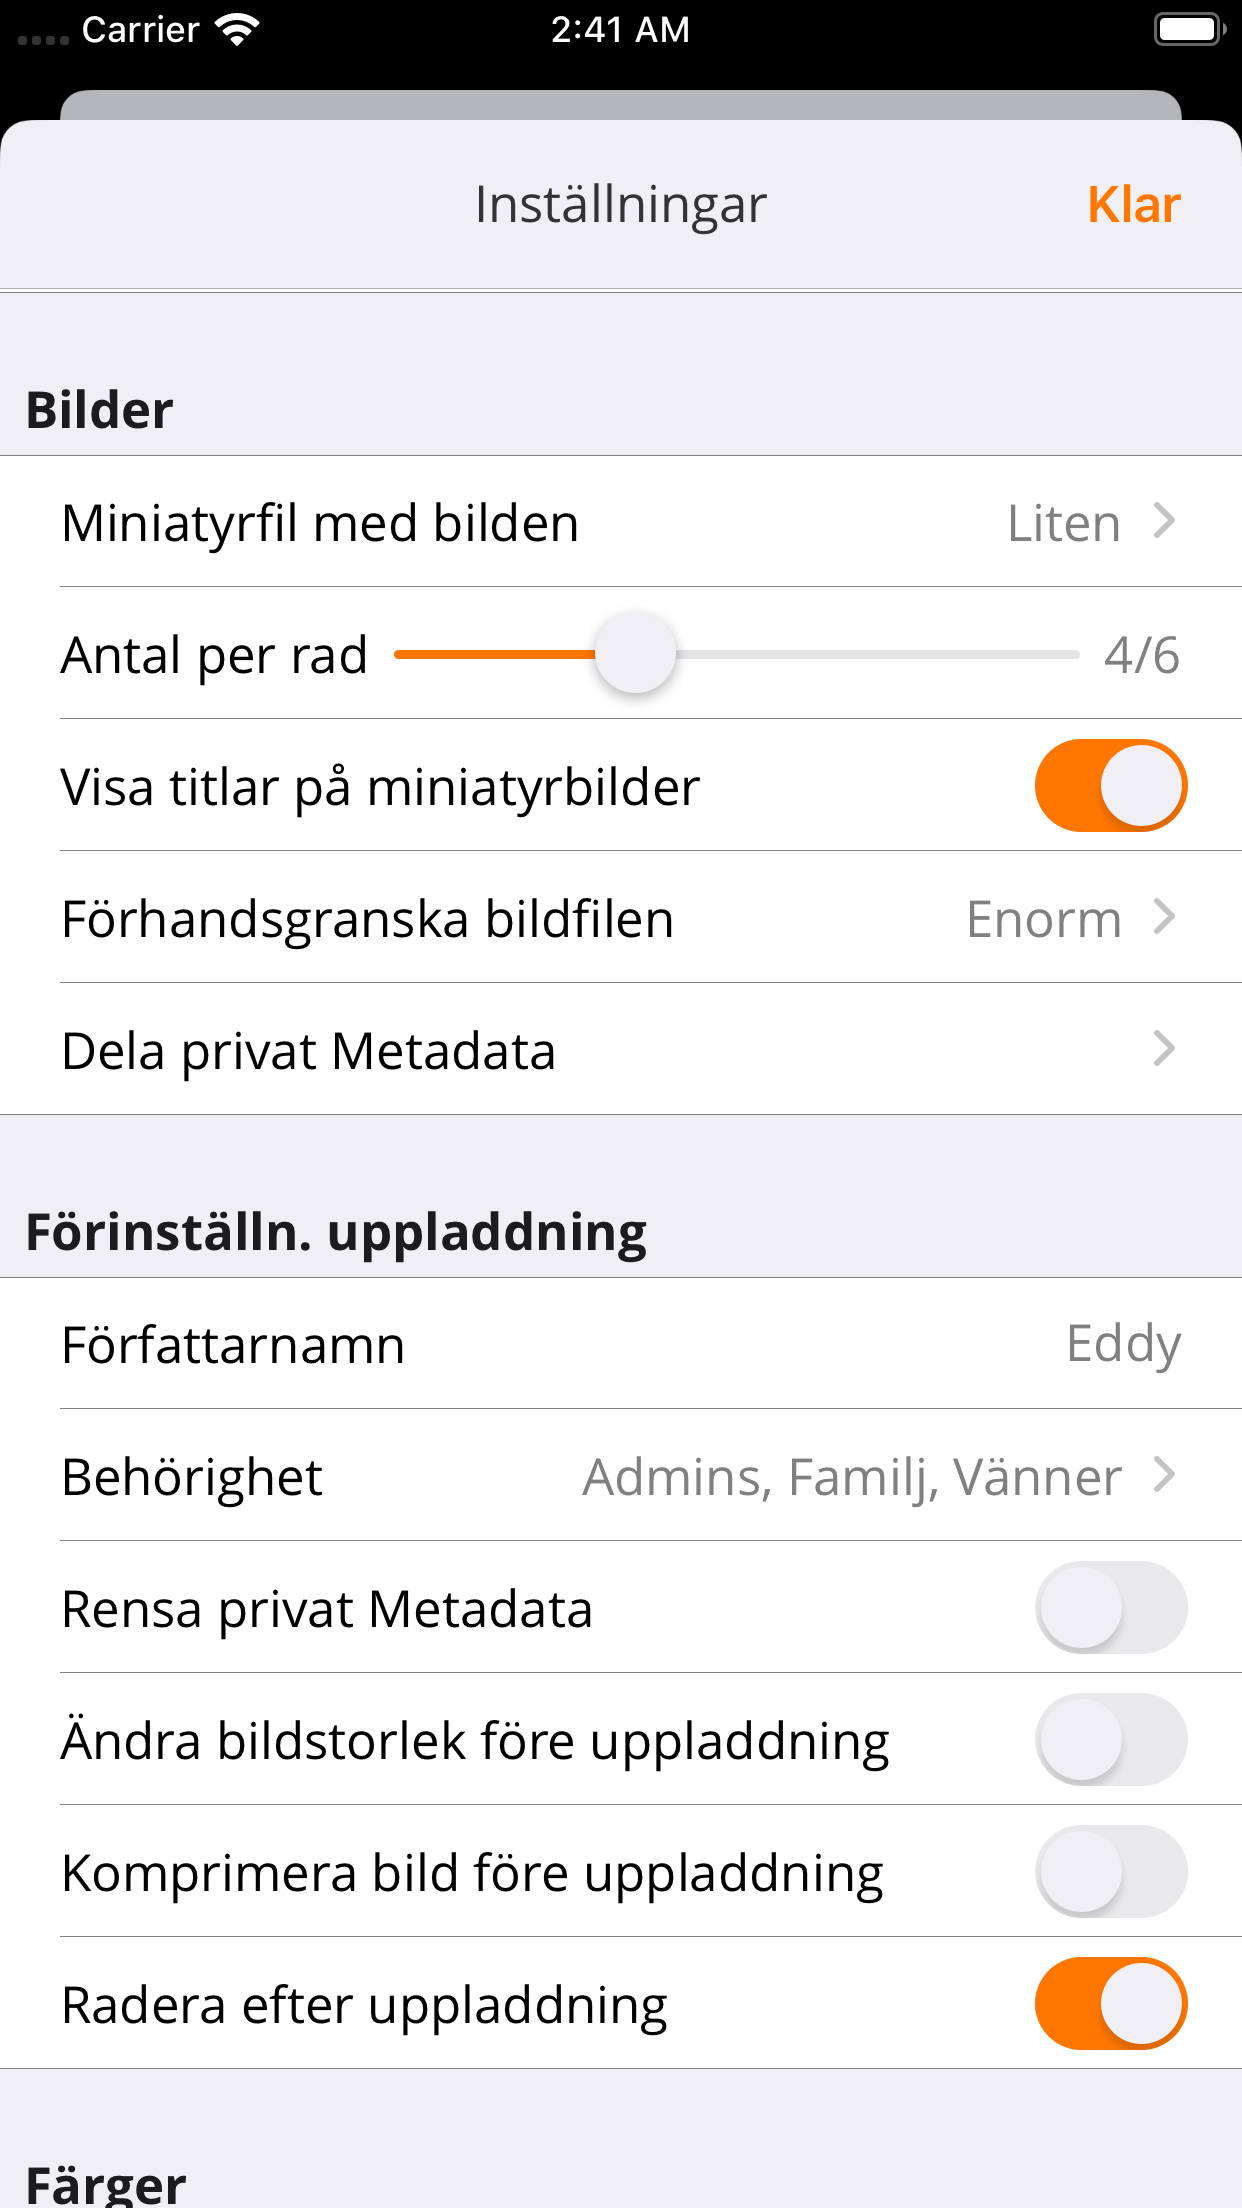 Carrier 2:41 AM
Inställningar Klar
Bilder
Miniatyrfil med bilden Liten
Antal per rad 4/6
Visa titlar på miniatyrbilder
Förhandsgranska bildfilen Enorm
Dela privat Metadata
Förinställn. uppladdning
Författarnamn Eddy
Behörighet Admins, Familj, Vänner
Rensa privat Metadata
Ändra bildstorlek före uppladdning
Komprimera bild före uppladdning
Radera efter uppladdning
Färger